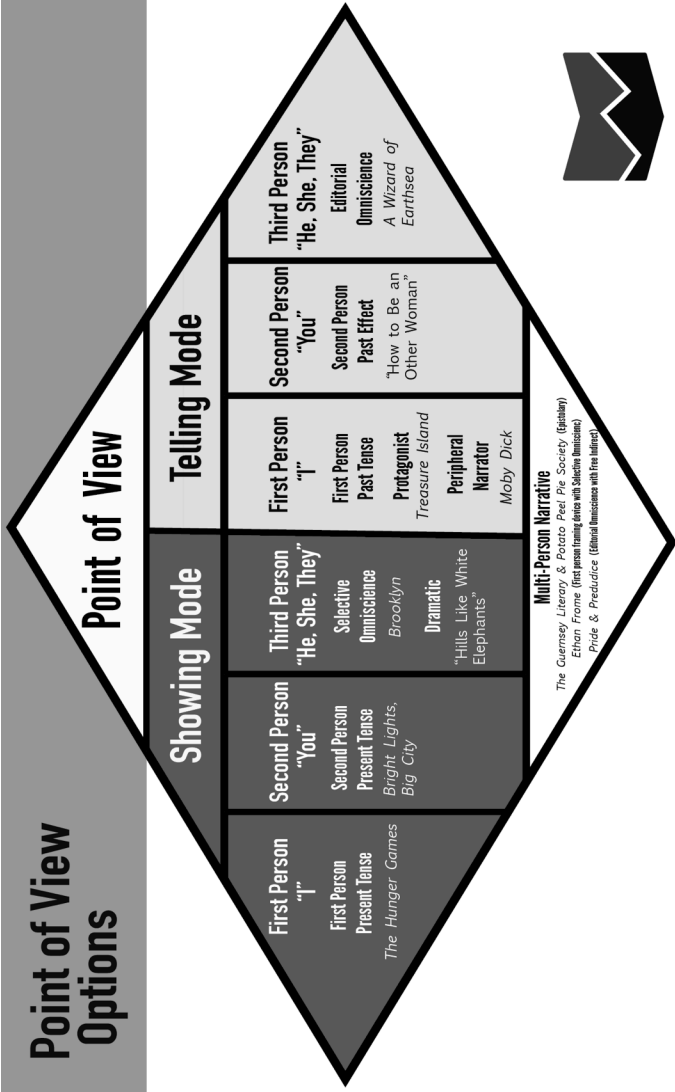 Point of View
Options
Point of View
Showing Mode
Telling Mode
First Person
“I”
First Person
Present Tense
The Hunger Games
Second Person
“You”
Second Person
Present Tense
Bright Lights,
Big City
Third Person
“He, She, They”
Selective
Omniscience
Brooklyn
Dramatic
“Hills Like White
Elephants”
First Person
“I”
First Person
Past Tense
Protagonist
Treasure Island
Peripheral
Narrator
Moby Dick
Second Person
“You”
Second Person
Past Effect
“How to Be an
Other Woman”
Third Person
“He, She, They”
Editorial
Omniscience
A Wizard of
Earthsea
Multi-Person Narrative
The Guernsey Literary & Potato Peel Pie Society (Epistolary)
Ethan Frome (First person framing device with Selective Omniscienc)
Pride & Predudice (Editorial Omniscience with Free Indirect)